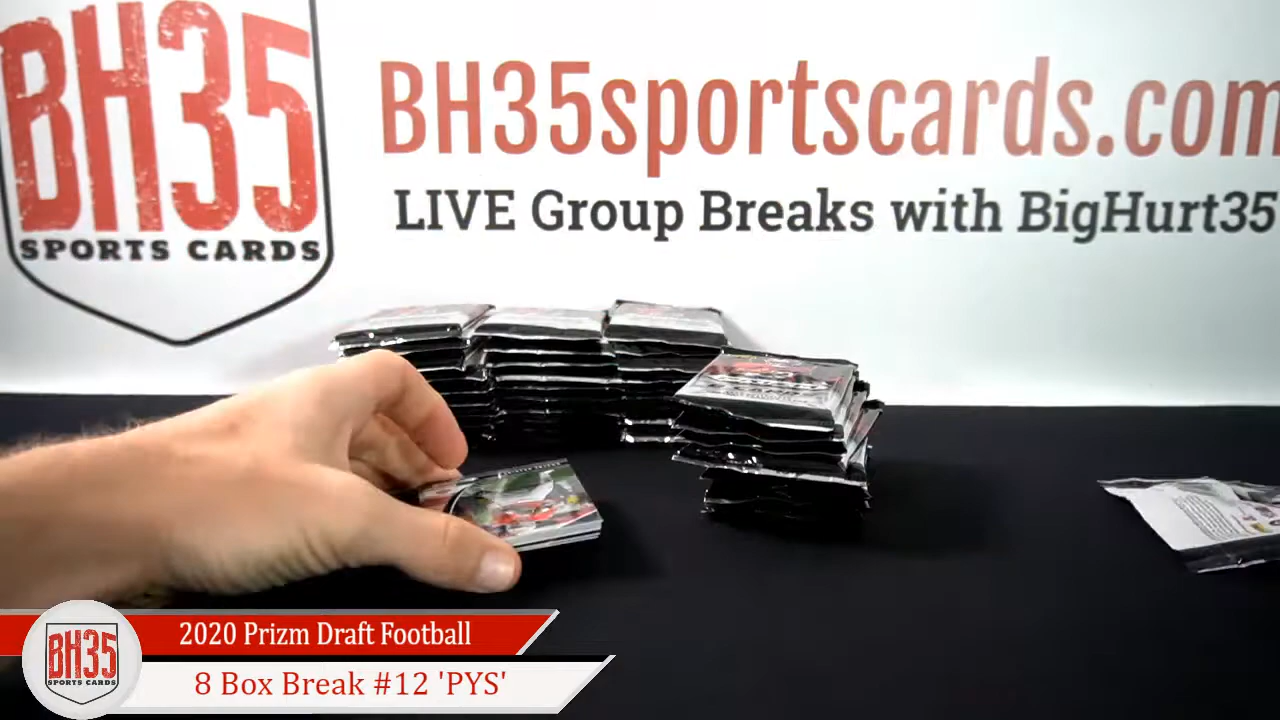 BH35
SPORTS CARDS
BH35sportscards.com
LIVE Group Breaks with BigHurt35
2020 Prizm Draft Football
8 Box Break #12 'PYS'
BH35
SPORTS CARDS